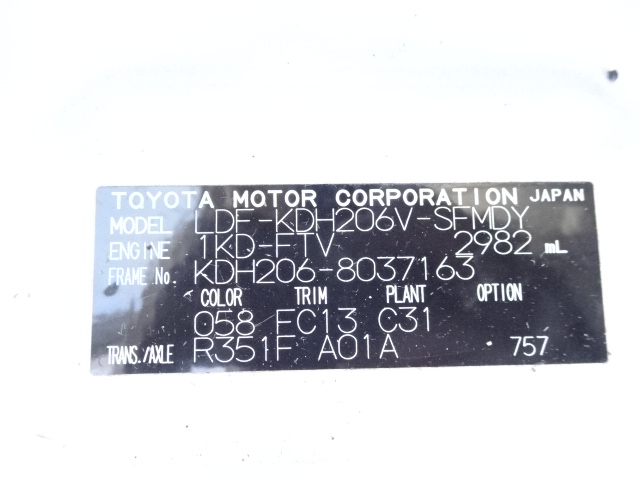 TOYOTA MOTOR CORPORATION JAPAN
MODEL LDF-KDH206V-SFMDY
ENGINE 1KD-FTV 2982 mL
FRAME No. KDH206-8037163
COLOR TRIM PLANT OPTION
058 FC13 C31
TRANS./AXLE R351F A01A 757